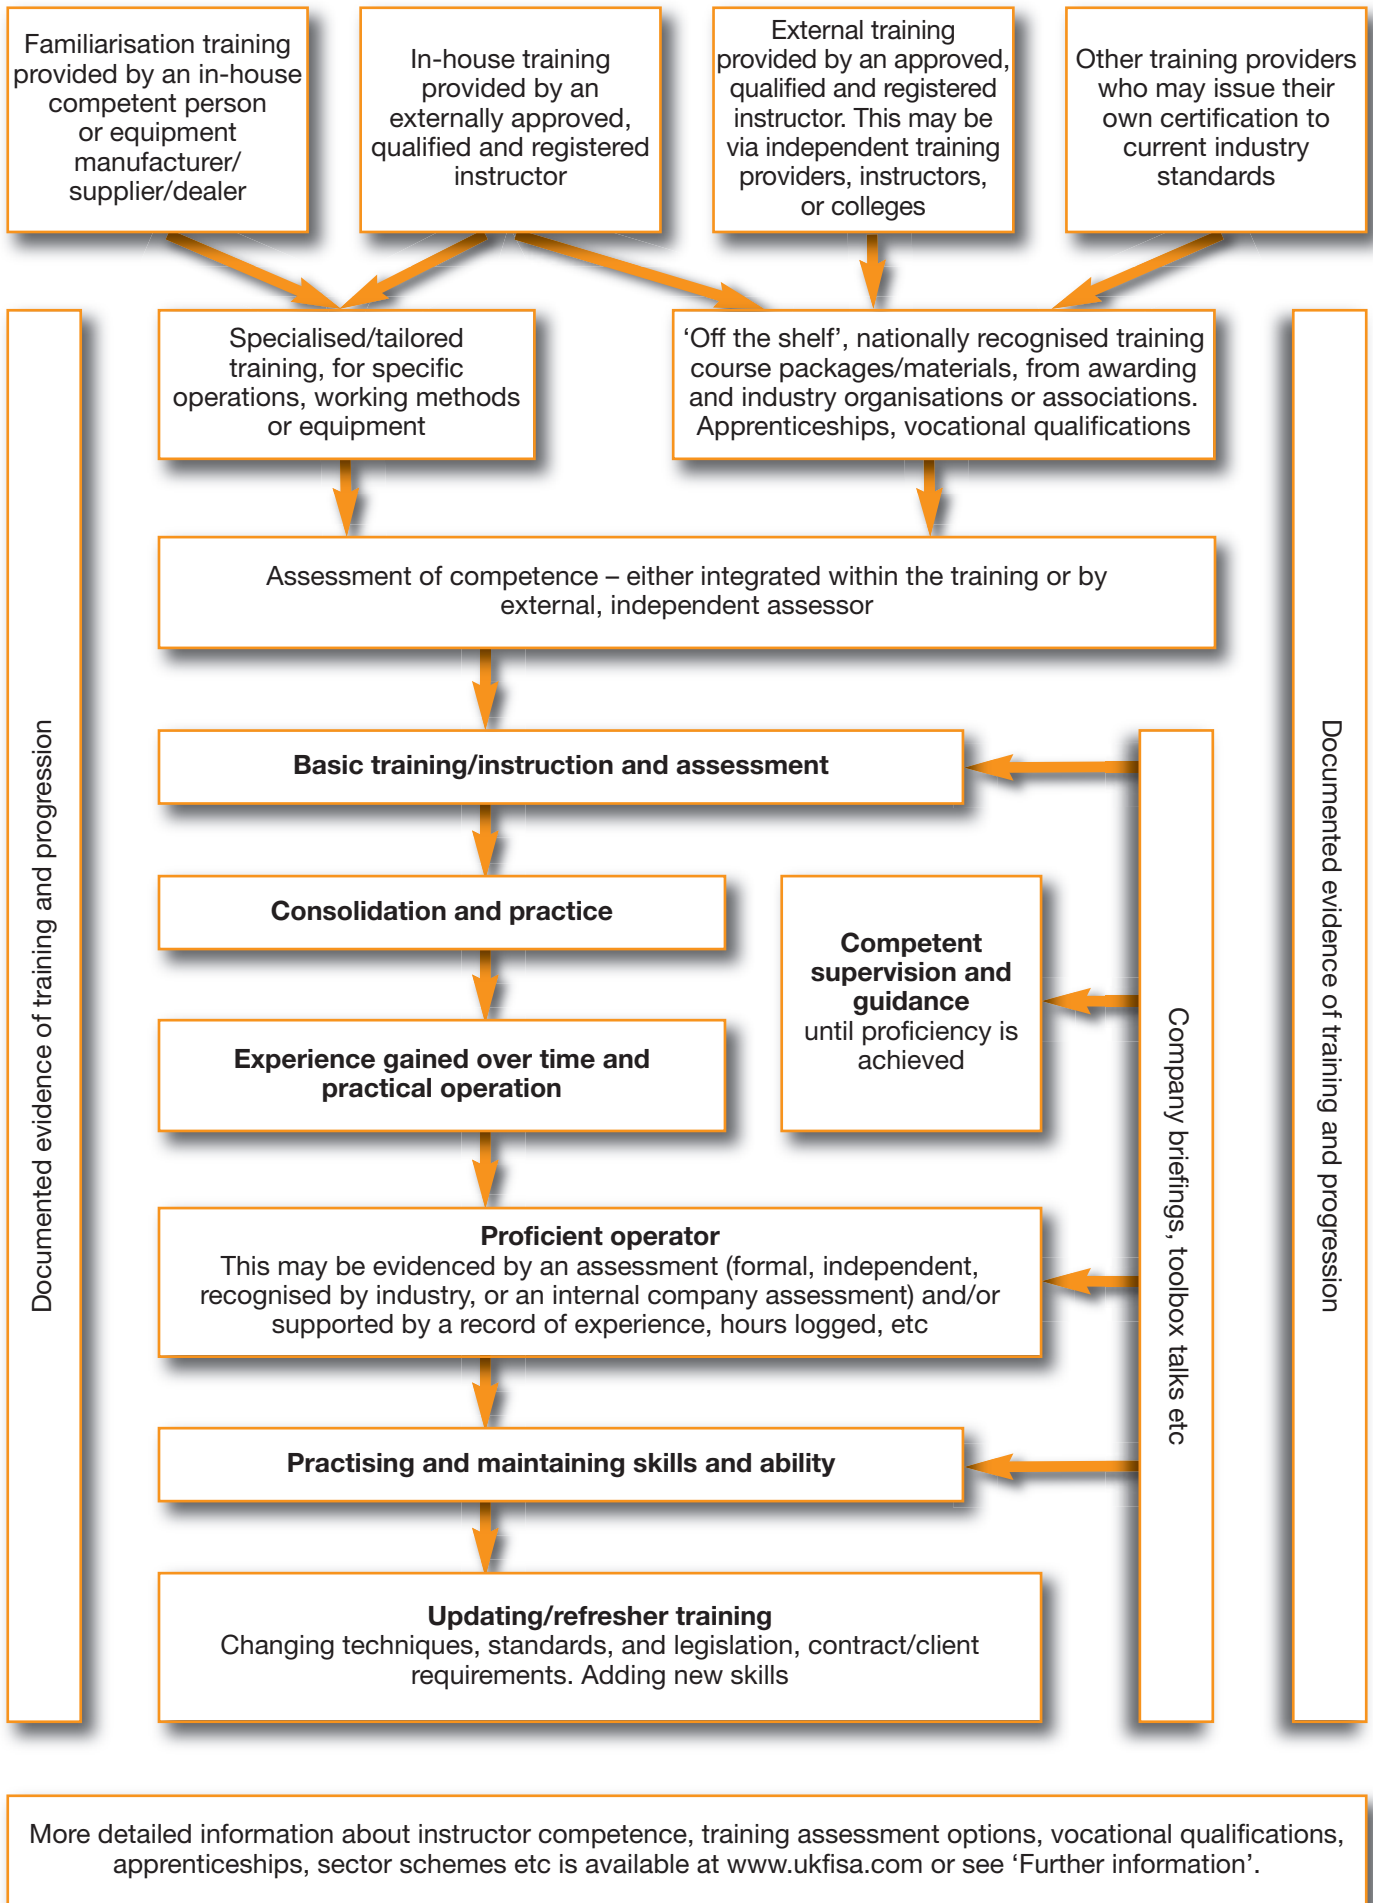 Familiarisation training
provided by an in-house
competent person
or equipment
manufacturer/
supplier/dealer
In-house training
provided by an
externally approved,
qualified and registered
instructor
External training
provided by an approved,
qualified and registered
instructor. This may be
via independent training
providers, instructors,
or colleges
Other training providers
who may issue their
own certification to
current industry
standards
Specialised/tailored
training, for specific
operations, working methods
or equipment
‘Off the shelf’, nationally recognised training
course packages/materials, from awarding
and industry organisations or associations.
Apprenticeships, vocational qualifications
Assessment of competence – either integrated within the training or by
external, independent assessor
Documented evidence of training and progression
Basic training/instruction and assessment
Consolidation and practice
Competent
supervision and
guidance
until proficiency is
achieved
Experience gained over time and
practical operation
Proficient operator
This may be evidenced by an assessment (formal, independent,
recognised by industry, or an internal company assessment) and/or
supported by a record of experience, hours logged, etc
Practising and maintaining skills and ability
Updating/refresher training
Changing techniques, standards, and legislation, contract/client
requirements. Adding new skills
Company briefings, toolbox talks etc
Documented evidence of training and progression
More detailed information about instructor competence, training assessment options, vocational qualifications,
apprenticeships, sector schemes etc is available at www.ukfisa.com or see ‘Further information’.